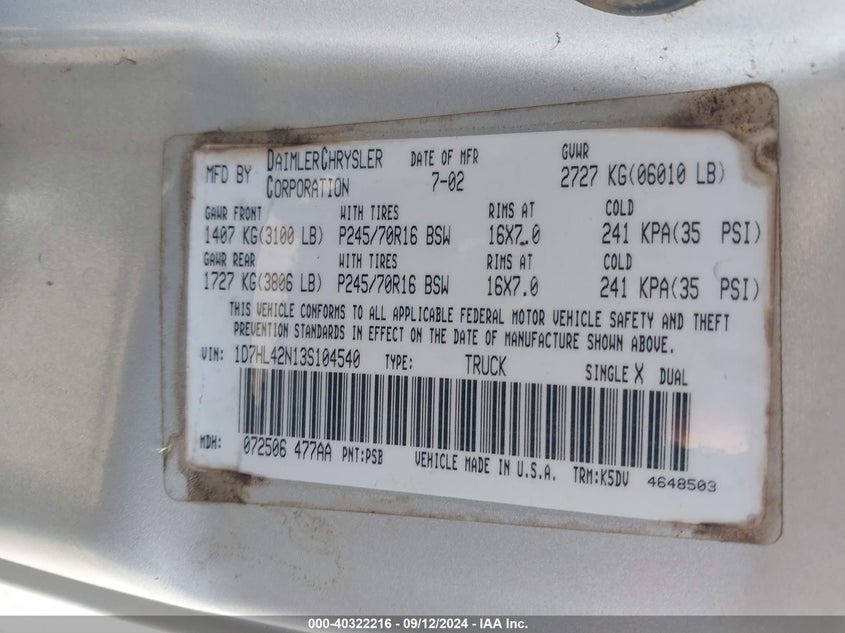 MFD BY DAIMLERCHRYSLER CORPORATION DATE OF MFR 7-02 GVWR 2727 KG(06010 LB)
GAWR FRONT WITH TIRES RIMS AT COLD
1407 KG(3100 LB) P245/70R16 BSW 16X7.0 241 KPA(35 PSI)
GAWR REAR WITH TIRES RIMS AT COLD
1727 KG(3806 LB) P245/70R16 BSW 16X7.0 241 KPA(35 PSI)
THIS VEHICLE CONFORMS TO ALL APPLICABLE FEDERAL MOTOR VEHICLE SAFETY AND THEFT
PREVENTION STANDARDS IN EFFECT ON THE DATE OF MANUFACTURE SHOWN ABOVE.
VIN: 1D7HL42N13S104540 TYPE: TRUCK SINGLE X DUAL
MDH: 072506 477AA PNT:PSB VEHICLE MADE IN U.S.A. TRM:K5DV 4648503
000-40322216 - 09/12/2024 - IAA Inc.